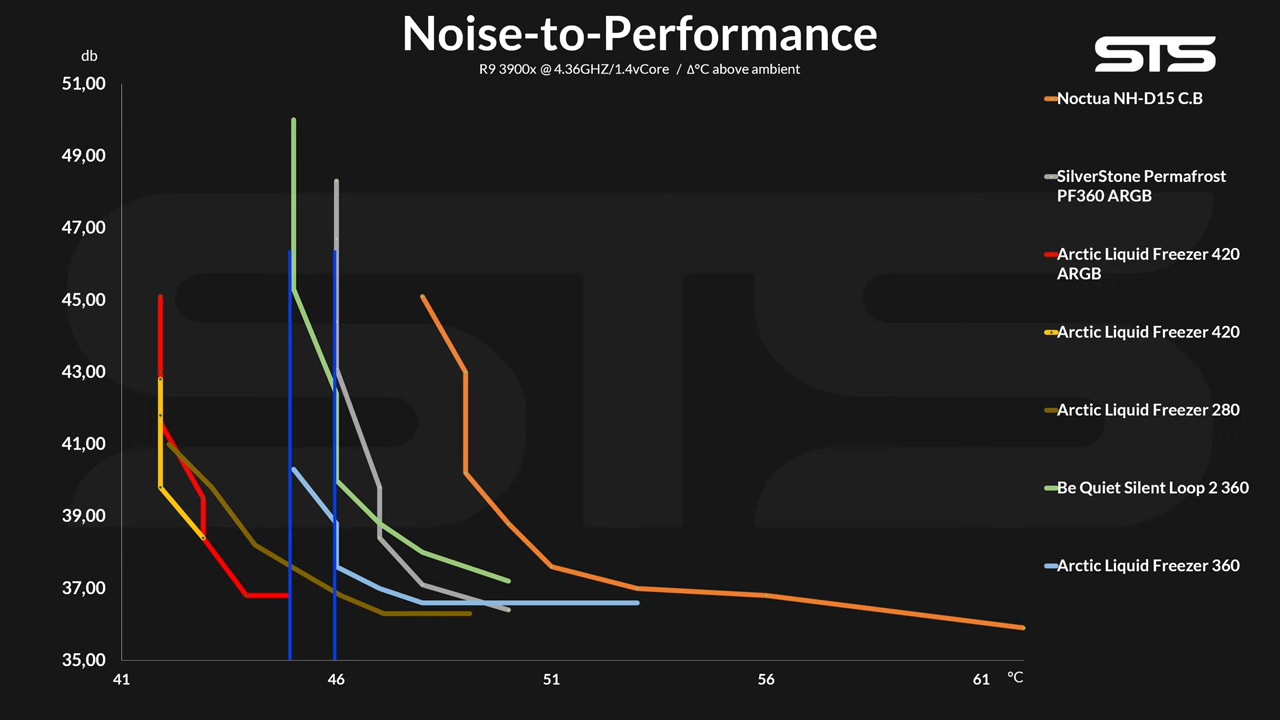 Noise-to-Performance
R9 3900x @ 4.36GHZ/1.4vCore / Δ°C above ambient
STS
db
51,00
49,00
47,00
45,00
43,00
41,00
39,00
37,00
35,00
41
46
51
56
61
°C
Noctua NH-D15 C.B
SilverStone Permafrost
PF360 ARGB
Arctic Liquid Freezer 420
ARGB
Arctic Liquid Freezer 420
Arctic Liquid Freezer 280
Be Quiet Silent Loop 2 360
Arctic Liquid Freezer 360
STS